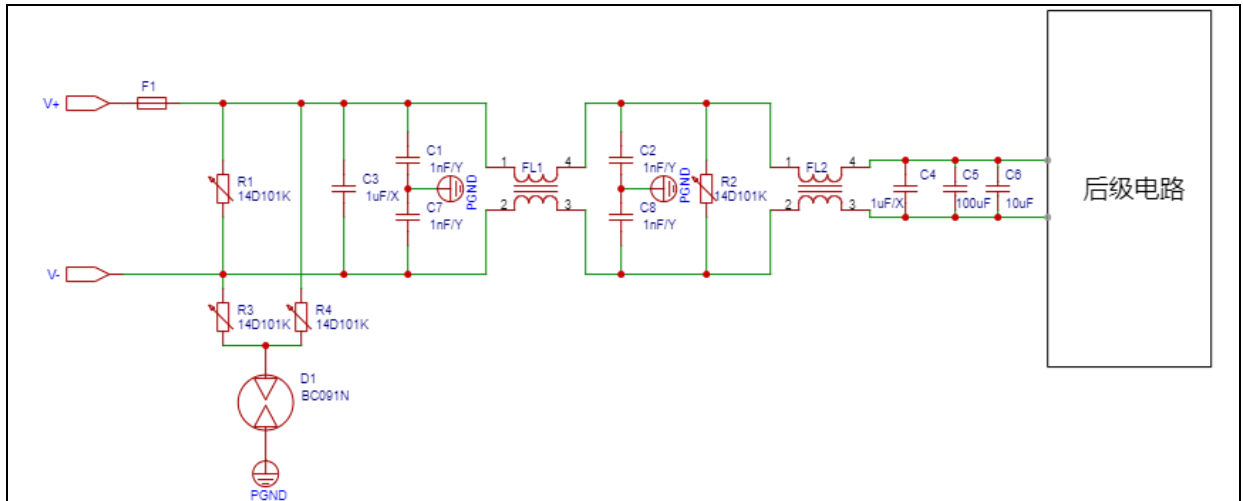 F1
V+
C1
1nF/Y
C2
1nF/Y
1
FL1
4
1
FL2
4
R1
14D101K
C3
1uF/X
PGND
PGND
R2
14D101K
C4
1uF/X
C5
100uF
C6
10uF
后级电路
C7
1nF/Y
2
3
C8
1nF/Y
2
3
V-
R3
14D101K
R4
14D101K
D1
BC091N
PGND